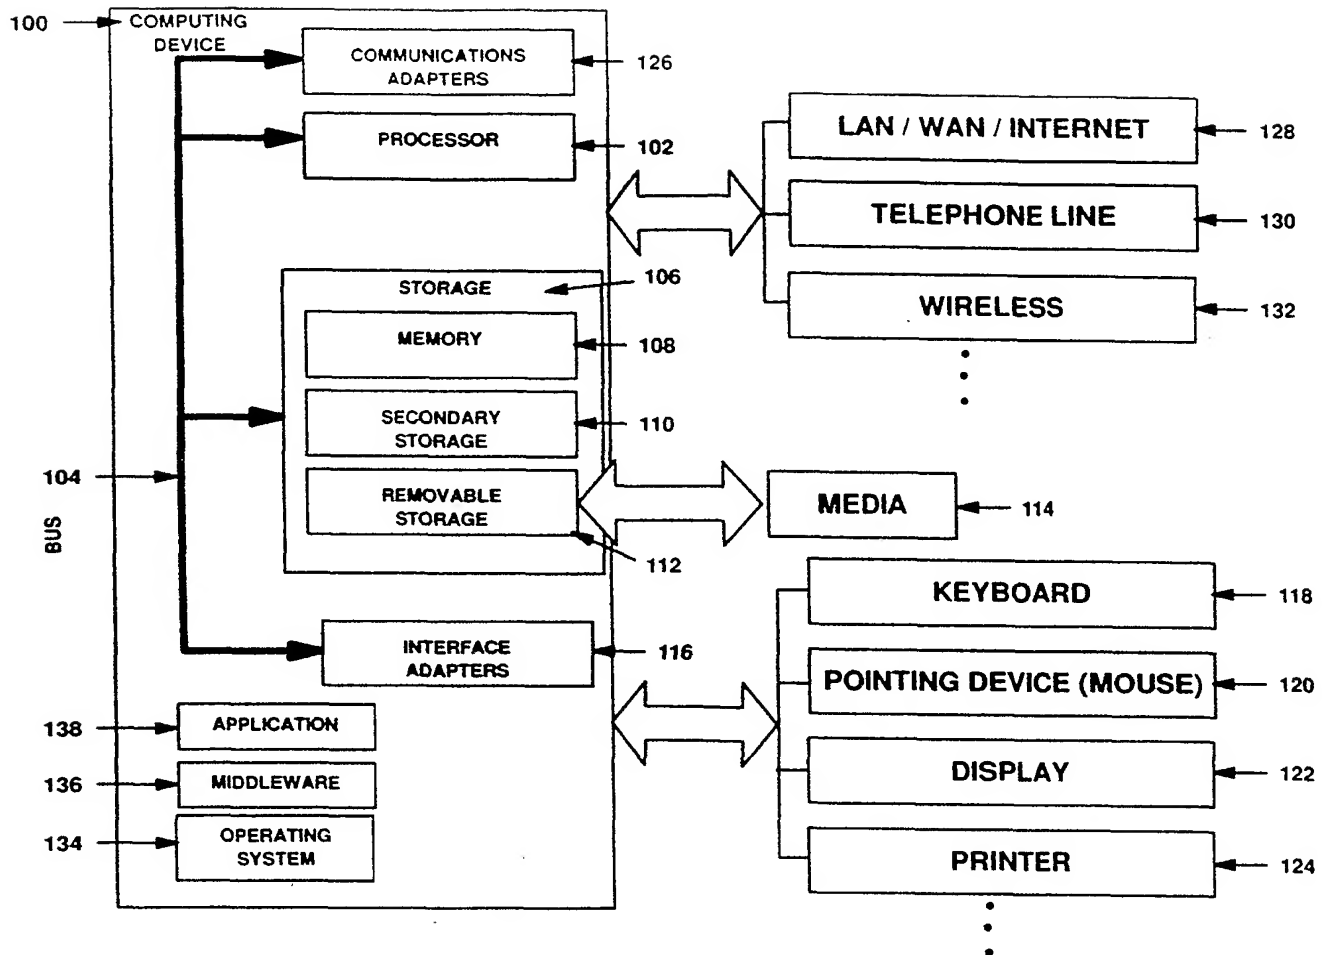 100
COMPUTING
DEVICE
COMMUNICATIONS
ADAPTERS
126
PROCESSOR
102
STORAGE
106
MEMORY
108
SECONDARY
STORAGE
110
REMOVABLE
STORAGE
112
104
BUS
INTERFACE
ADAPTERS
116
138
APPLICATION
136
MIDDLEWARE
134
OPERATING
SYSTEM
LAN / WAN / INTERNET
128
TELEPHONE LINE
130
WIRELESS
132
MEDIA
114
KEYBOARD
118
POINTING DEVICE (MOUSE)
120
DISPLAY
122
PRINTER
124